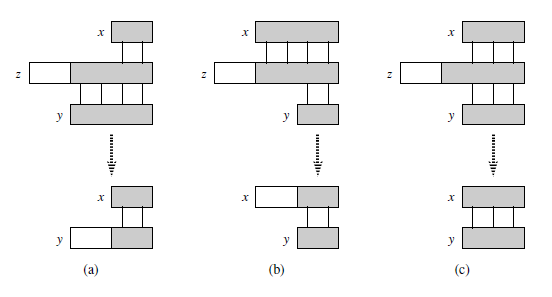 x x x
z z z
y y y
x x x
y y y
(a) (b) (c)